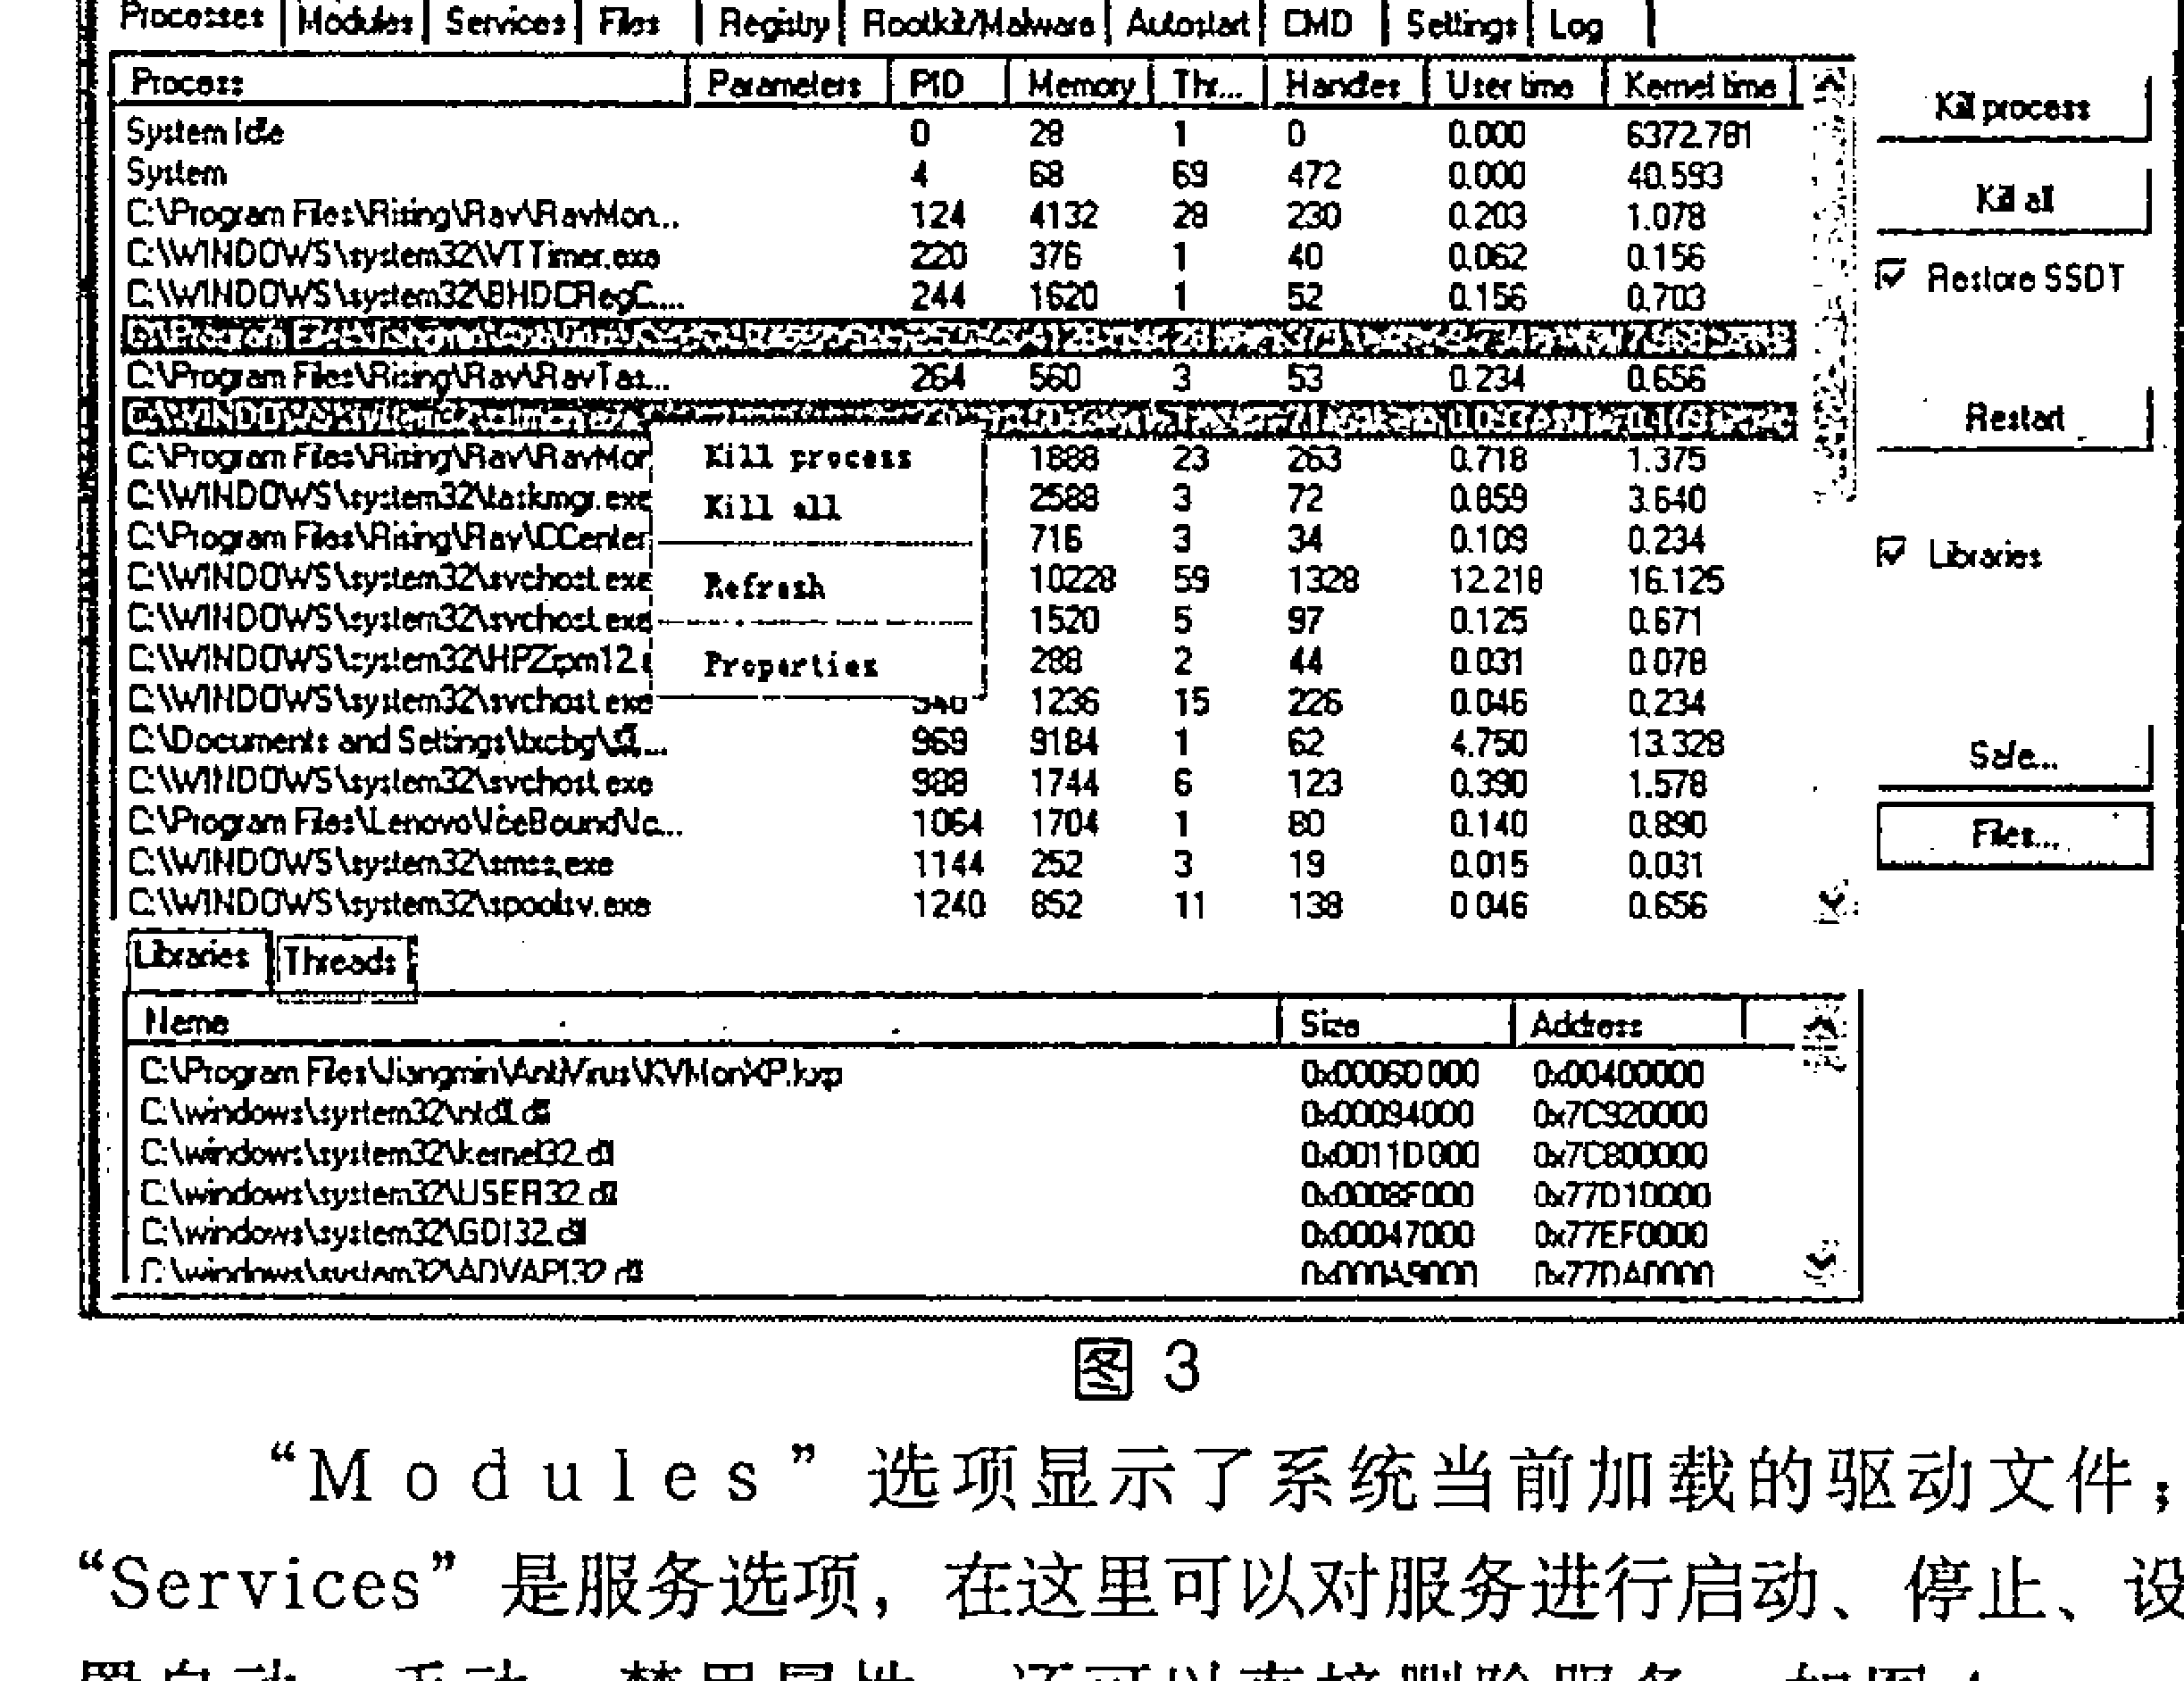 Processes Modules Services Files Registry Rootkit/Malware Autostart CMD Settings Log
Process Parameters PID Memory Thr... Handles User time Kernel time
Kill process
System Idle 0 28 1 0 0.000 6372.781
System 4 68 69 472 0.000 40.593
Kill all
C:\Program Files\Rising\Rav\RavMon... 124 4132 28 230 0.203 1.078
C:\WINDOWS\system32\VTTimer.exe 220 376 1 40 0.062 0.156
Restore SSDT
C:\WINDOWS\system32\BHDCRegC.... 244 1620 1 52 0.156 0.703
C:\Program Files\Rising\Rav\RavTas... 264 560 3 53 0.234 0.656
Restart
C:\Program Files\Rising\Rav\RavMor 1888 23 263 0.718 1.375
Kill process
C:\WINDOWS\system32\taskmgr.exe 2588 3 72 0.859 3.640
Kill all
C:\Program Files\Rising\Rav\CCenter 716 3 34 0.109 0.234
Libraries
C:\WINDOWS\system32\svchost.exe 10228 59 1328 12.218 16.125
Refresh
C:\WINDOWS\system32\svchost.exe 1520 5 97 0.125 0.671
C:\WINDOWS\system32\HPZipm12. 288 2 44 0.031 0.078
Properties
C:\WINDOWS\system32\svchost.exe 1236 15 226 0.046 0.234
C:\Documents and Settings\txcbg\ ... 968 9184 1 62 4.750 13.328
Safe...
C:\WINDOWS\system32\svchost.exe 988 1744 6 123 0.390 1.578
C:\Program Files\Lenovo\IceBound\Ic... 1064 1704 1 80 0.140 0.890
Files...
C:\WINDOWS\system32\smss.exe 1144 252 3 19 0.015 0.031
C:\WINDOWS\system32\spoolsv.exe 1240 852 11 138 0.046 0.656
Libraries Threads
Name Size Address
C:\Program Files\Jiangmin\AntiVirus\KVMonXP.kxp 0x0006D000 0x00400000
C:\windows\system32\ntdll.dll 0x00094000 0x7C920000
C:\windows\system32\kernel32.dll 0x0011D000 0x7C800000
C:\windows\system32\USER32.dll 0x0008F000 0x77D10000
C:\windows\system32\GDI32.dll 0x00047000 0x77EF0000
C:\windows\system32\ADVAPI32.dll 0x000A9000 0x77DA0000
图 3
“Modules”选项显示了系统当前加载的驱动文件；
“Services”是服务选项，在这里可以对服务进行启动、停止、设